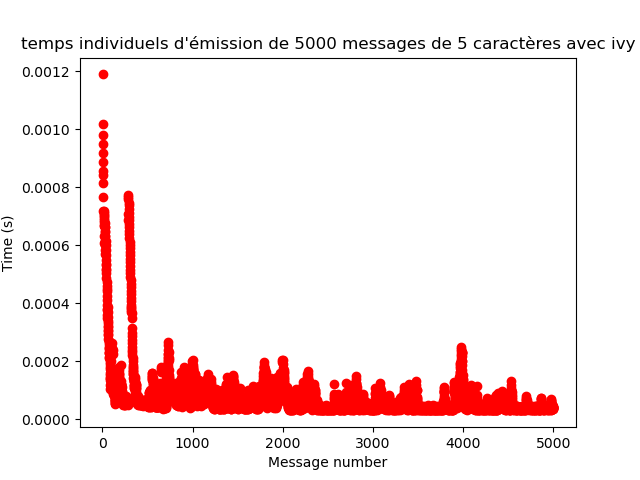 temps individuels d'émission de 5000 messages de 5 caractères avec ivy
0.0012
0.0010
0.0008
0.0006
0.0004
0.0002
0.0000
Time (s)
0 1000 2000 3000 4000 5000
Message number